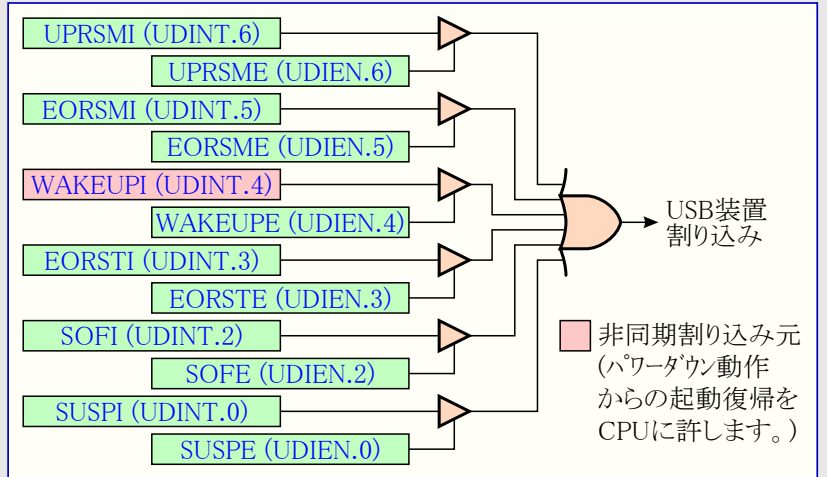 UPRSMI (UDINT.6)
UPRSME (UDIEN.6)
EORSMI (UDINT.5)
EORSME (UDIEN.5)
WAKEUPI (UDINT.4)
WAKEUPE (UDIEN.4)
EORSTI (UDINT.3)
EORSTE (UDIEN.3)
SOFI (UDINT.2)
SOFE (UDIEN.2)
SUSPI (UDINT.0)
SUSPE (UDIEN.0)
USB装置
割り込み
非同期割り込み元
(ﾊﾟﾜｰﾀﾞｳﾝ動作
からの起動復帰を
CPUに許します。)